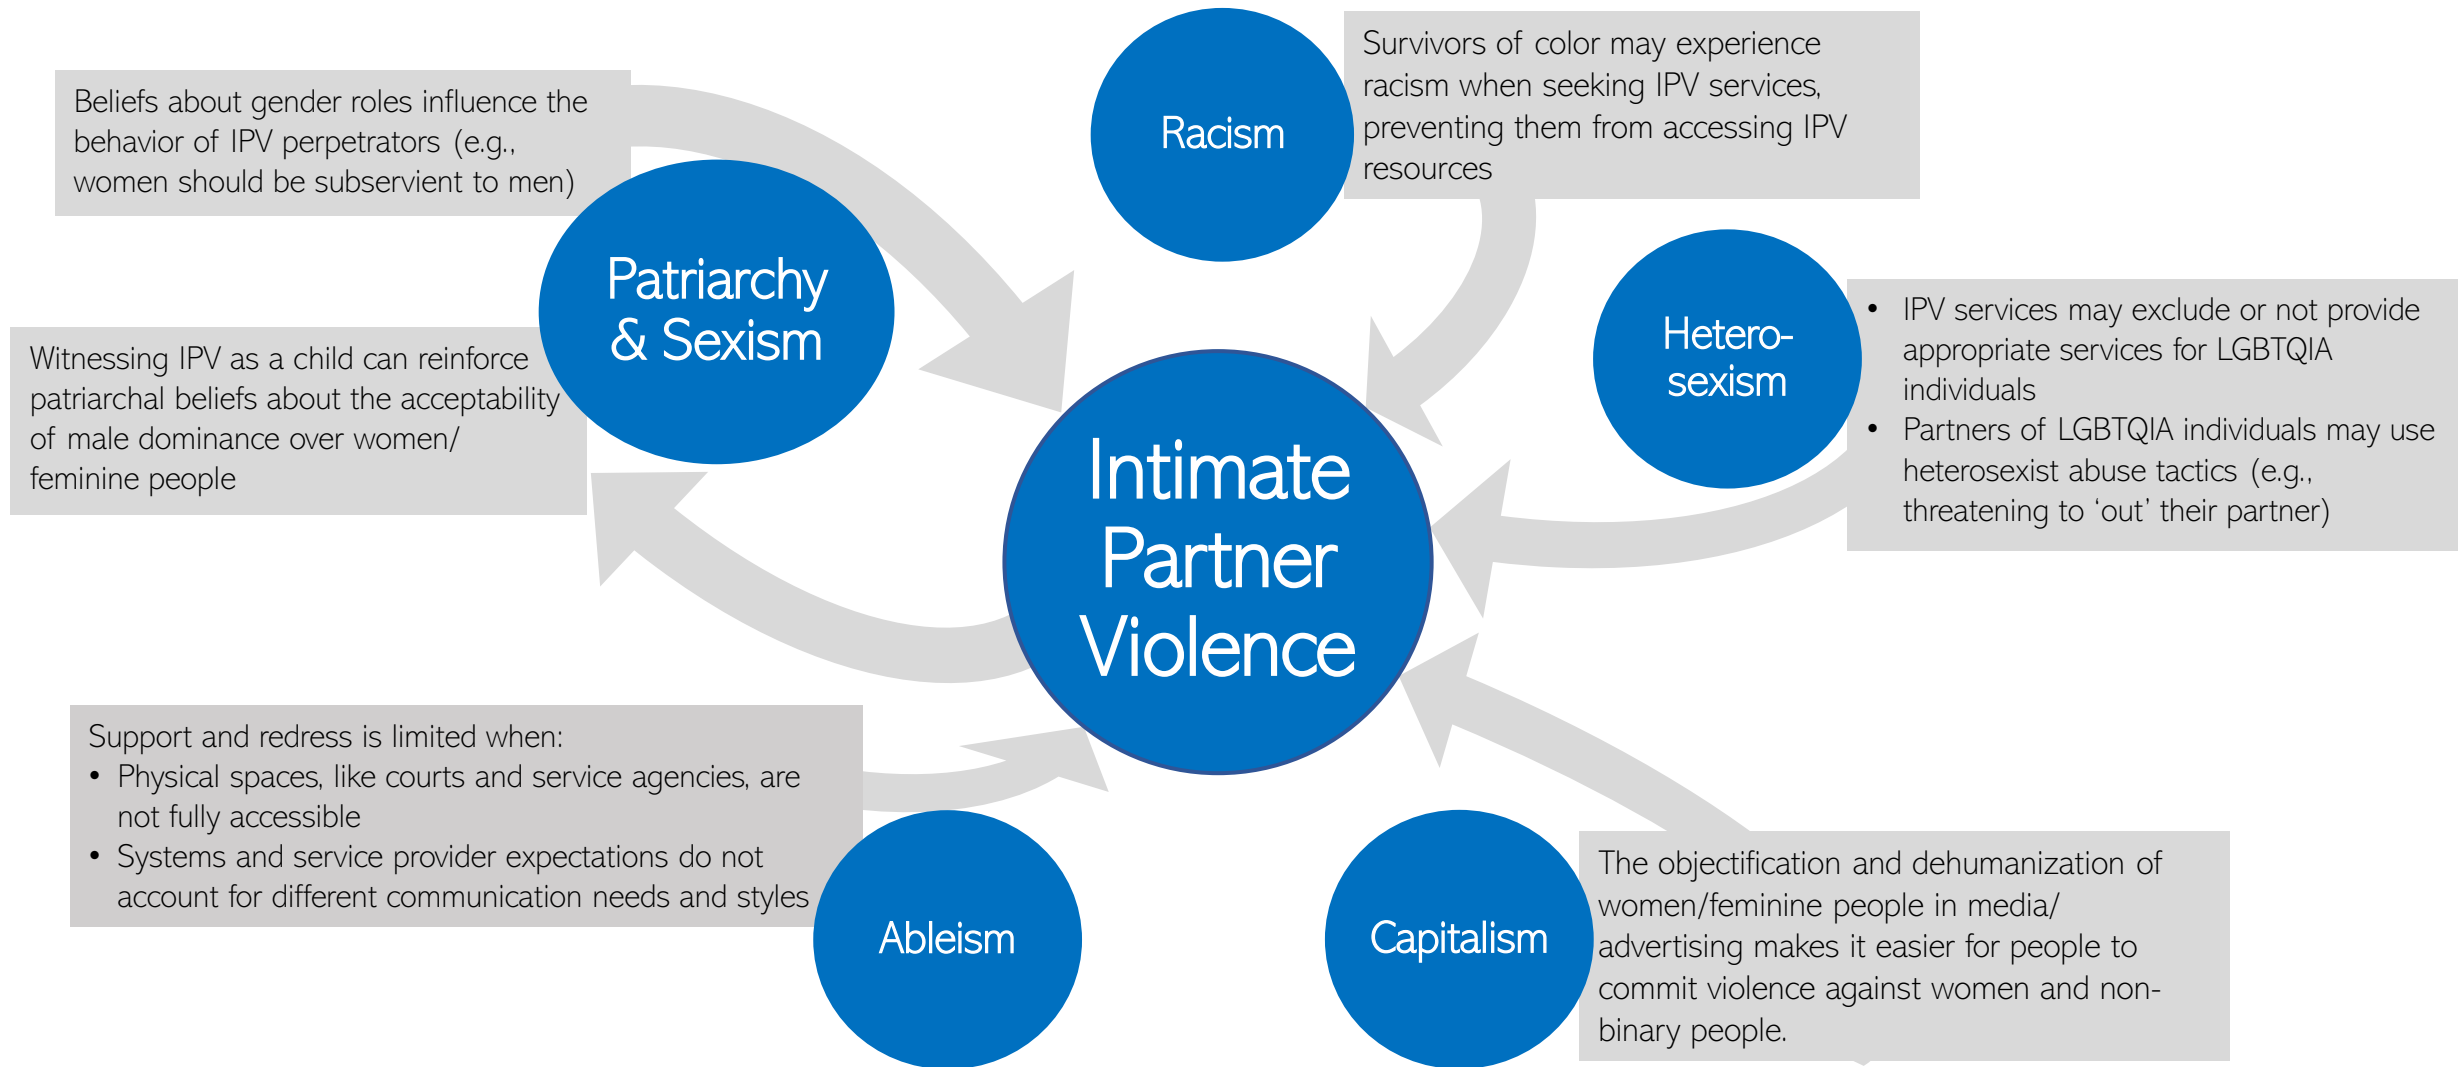 Beliefs about gender roles influence the
behavior of IPV perpetrators (e.g.,
women should be subservient to men)
Patriarchy
& Sexism
Witnessing IPV as a child can reinforce
patriarchal beliefs about the acceptability
of male dominance over women/
feminine people
Racism
Survivors of color may experience
racism when seeking IPV services,
preventing them from accessing IPV
resources
Hetero-
sexism
• IPV services may exclude or not provide
appropriate services for LGBTQIA
individuals
• Partners of LGBTQIA individuals may use
heterosexist abuse tactics (e.g.,
threatening to ‘out’ their partner)
Intimate
Partner
Violence
Support and redress is limited when:
• Physical spaces, like courts and service agencies, are
not fully accessible
• Systems and service provider expectations do not
account for different communication needs and styles
Ableism
Capitalism
The objectification and dehumanization of
women/feminine people in media/
advertising makes it easier for people to
commit violence against women and non-
binary people.